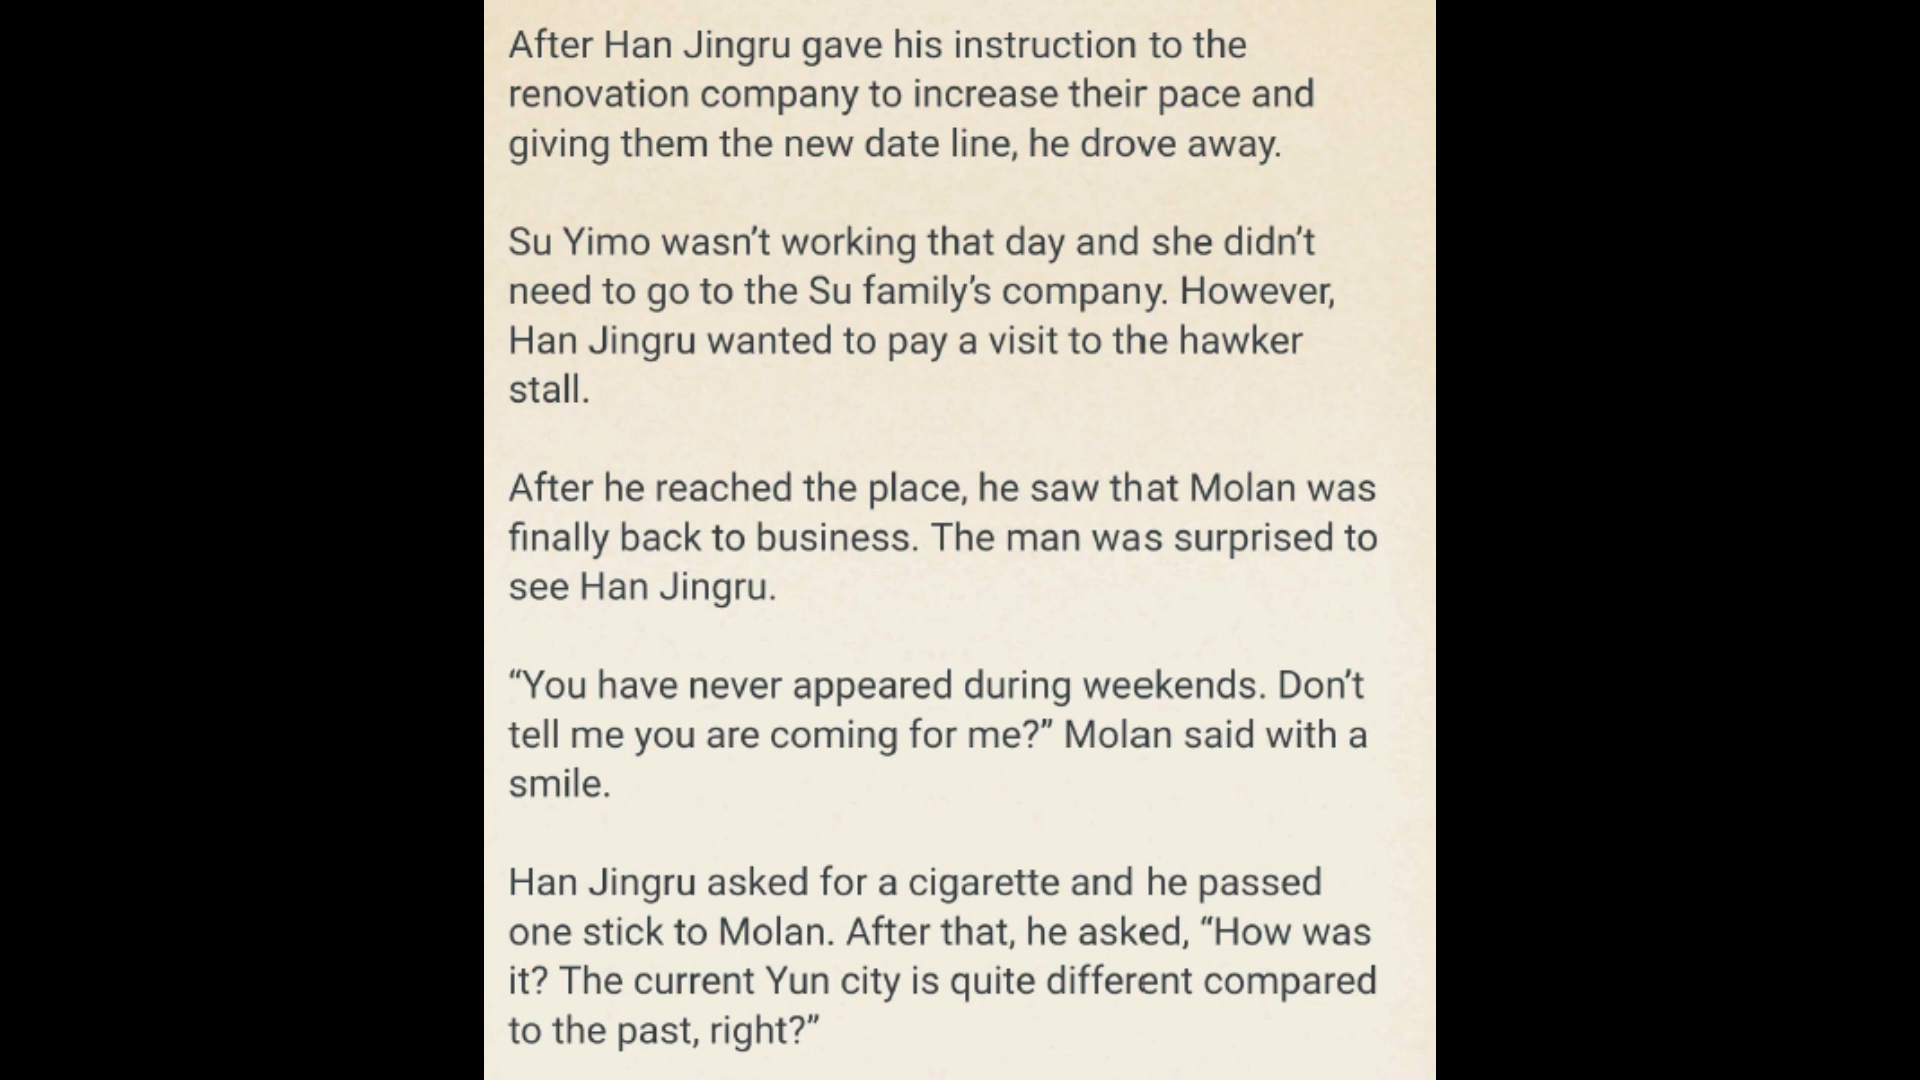 After Han Jingru gave his instruction to the
renovation company to increase their pace and
giving them the new date line, he drove away.
Su Yimo wasn’t working that day and she didn’t
need to go to the Su family’s company. However,
Han Jingru wanted to pay a visit to the hawker
stall.
After he reached the place, he saw that Molan was
finally back to business. The man was surprised to
see Han Jingru.
“You have never appeared during weekends. Don’t
tell me you are coming for me?” Molan said with a
smile.
Han Jingru asked for a cigarette and he passed
one stick to Molan. After that, he asked, “How was
it? The current Yun city is quite different compared
to the past, right?”